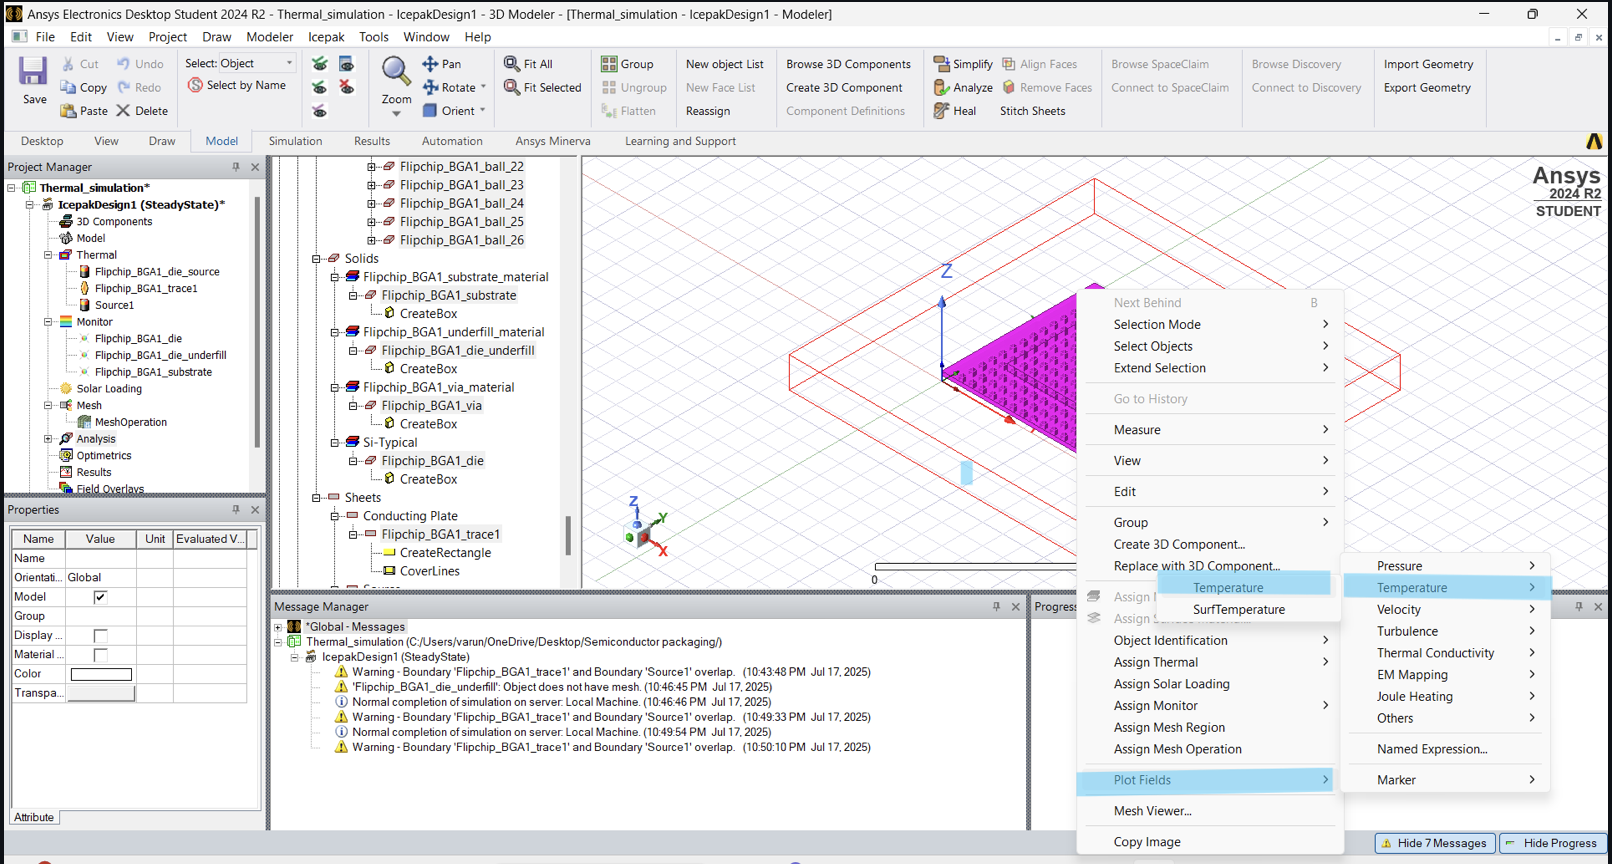 Ansys Electronics Desktop Student 2024 R2 - Thermal_simulation - IcepakDesign1 - 3D Modeler - [Thermal_simulation - IcepakDesign1 - Modeler]
File Edit View Project Draw Modeler Icepak Tools Window Help
Save
Cut
Copy
Paste
Undo
Redo
Delete
Select: Object
Select by Name
Zoom
Pan
Rotate
Orient
Fit All
Fit Selected
Group
Ungroup
Flatten
New object List
New Face List
Reassign
Browse 3D Components
Create 3D Component
Component Definitions
Simplify
Analyze
Heal
Align Faces
Remove Faces
Stitch Sheets
Browse SpaceClaim
Connect to SpaceClaim
Browse Discovery
Connect to Discovery
Import Geometry
Export Geometry
Desktop View Draw Model Simulation Results Automation Ansys Minerva Learning and Support
Project Manager
Thermal_simulation*
IcepakDesign1 (SteadyState)*
3D Components
Model
Thermal
Flipchip_BGA1_die_source
Flipchip_BGA1_trace1
Source1
Monitor
Flipchip_BGA1_die
Flipchip_BGA1_die_underfill
Flipchip_BGA1_substrate
Solar Loading
Mesh
MeshOperation
Analysis
Optimetrics
Results
Field Overlays
Properties
Name Value Unit Evaluated V...
Name
Orientati... Global
Model
Group
Display ...
Material ...
Color
Transpa...
Attribute
Flipchip_BGA1_ball_22
Flipchip_BGA1_ball_23
Flipchip_BGA1_ball_24
Flipchip_BGA1_ball_25
Flipchip_BGA1_ball_26
Solids
Flipchip_BGA1_substrate_material
Flipchip_BGA1_substrate
CreateBox
Flipchip_BGA1_underfill_material
Flipchip_BGA1_die_underfill
CreateBox
Flipchip_BGA1_via_material
Flipchip_BGA1_via
CreateBox
Si-Typical
Flipchip_BGA1_die
CreateBox
Sheets
Conducting Plate
Flipchip_BGA1_trace1
CreateRectangle
CoverLines
Ansys
2024 R2
STUDENT
Z
Z
Y
X
0
Next Behind B
Selection Mode
Select Objects
Extend Selection
Go to History
Measure
View
Edit
Group
Create 3D Component...
Replace with 3D Component...
Assign
Assign
Object Identification
Assign Thermal
Assign Solar Loading
Assign Monitor
Assign Mesh Region
Assign Mesh Operation
Plot Fields
Mesh Viewer...
Copy Image
Temperature
SurfTemperature
Pressure
Temperature
Velocity
Turbulence
Thermal Conductivity
EM Mapping
Joule Heating
Others
Named Expression...
Marker
Message Manager
*Global - Messages
Thermal_simulation (C:/Users/varun/OneDrive/Desktop/Semiconductor packaging/)
IcepakDesign1 (SteadyState)
Warning - Boundary 'Flipchip_BGA1_trace1' and Boundary 'Source1' overlap. (10:43:48 PM Jul 17, 2025)
'Flipchip_BGA1_die_underfill': Object does not have mesh. (10:46:45 PM Jul 17, 2025)
Normal completion of simulation on server: Local Machine. (10:46:46 PM Jul 17, 2025)
Warning - Boundary 'Flipchip_BGA1_trace1' and Boundary 'Source1' overlap. (10:49:33 PM Jul 17, 2025)
Normal completion of simulation on server: Local Machine. (10:49:54 PM Jul 17, 2025)
Warning - Boundary 'Flipchip_BGA1_trace1' and Boundary 'Source1' overlap. (10:50:10 PM Jul 17, 2025)
Progress
Hide 7 Messages
Hide Progress